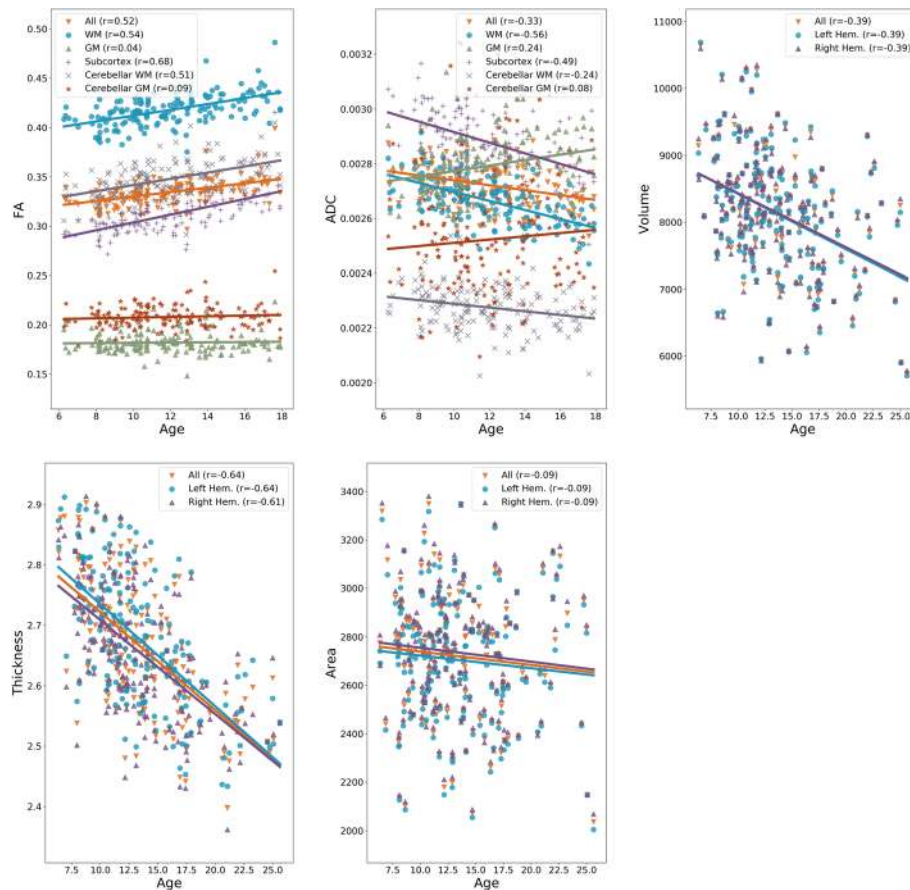 All (r=0.52)
WM (r=0.54)
GM (r=0.04)
Subcortex (r=0.68)
Cerebellar WM (r=0.51)
Cerebellar GM (r=0.09)
0.50
0.45
0.40
0.35
0.30
0.25
0.20
0.15
FA
6 8 10 12 14 16 18
Age
All (r=-0.33)
WM (r=-0.56)
GM (r=0.24)
Subcortex (r=-0.49)
Cerebellar WM (r=-0.24)
Cerebellar GM (r=0.08)
0.0032
0.0030
0.0028
0.0026
0.0024
0.0022
0.0020
ADC
6 8 10 12 14 16 18
Age
All (r=-0.39)
Left Hem. (r=-0.39)
Right Hem. (r=-0.39)
11000
10000
9000
8000
7000
6000
Volume
7.5 10.0 12.5 15.0 17.5 20.0 22.5 25.0
Age
All (r=-0.64)
Left Hem. (r=-0.64)
Right Hem. (r=-0.61)
2.9
2.8
2.7
2.6
2.5
2.4
Thickness
7.5 10.0 12.5 15.0 17.5 20.0 22.5 25.0
Age
All (r=-0.09)
Left Hem. (r=-0.09)
Right Hem. (r=-0.09)
3400
3200
3000
2800
2600
2400
2200
2000
Area
7.5 10.0 12.5 15.0 17.5 20.0 22.5 25.0
Age